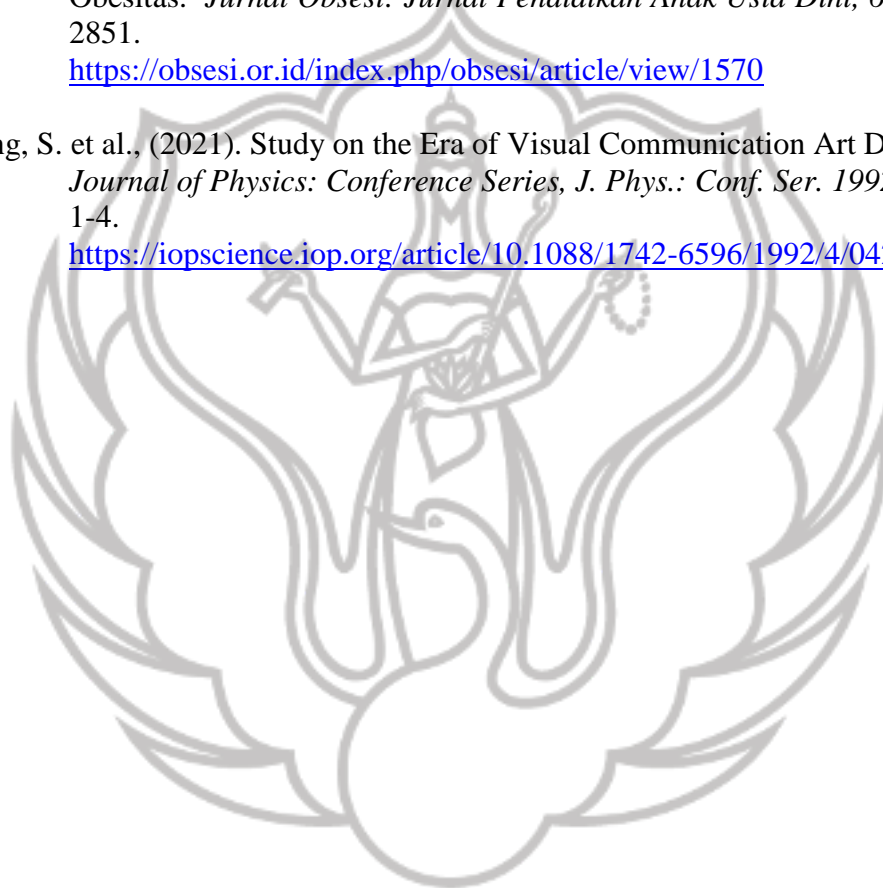 Obesitas. Jurnal Obsesi: Jurnal Pendidikan Anak Usia Dini,
2851.
https://obsesi.or.id/index.php/obsesi/article/view/1570
S. et al., (2021). Study on the Era of Visual Communication Art
Journal of Physics: Conference Series, J. Phys.: Conf. Ser.
1-4.
https://iopscience.iop.org/article/10.1088/1742-6596/1992/4/04